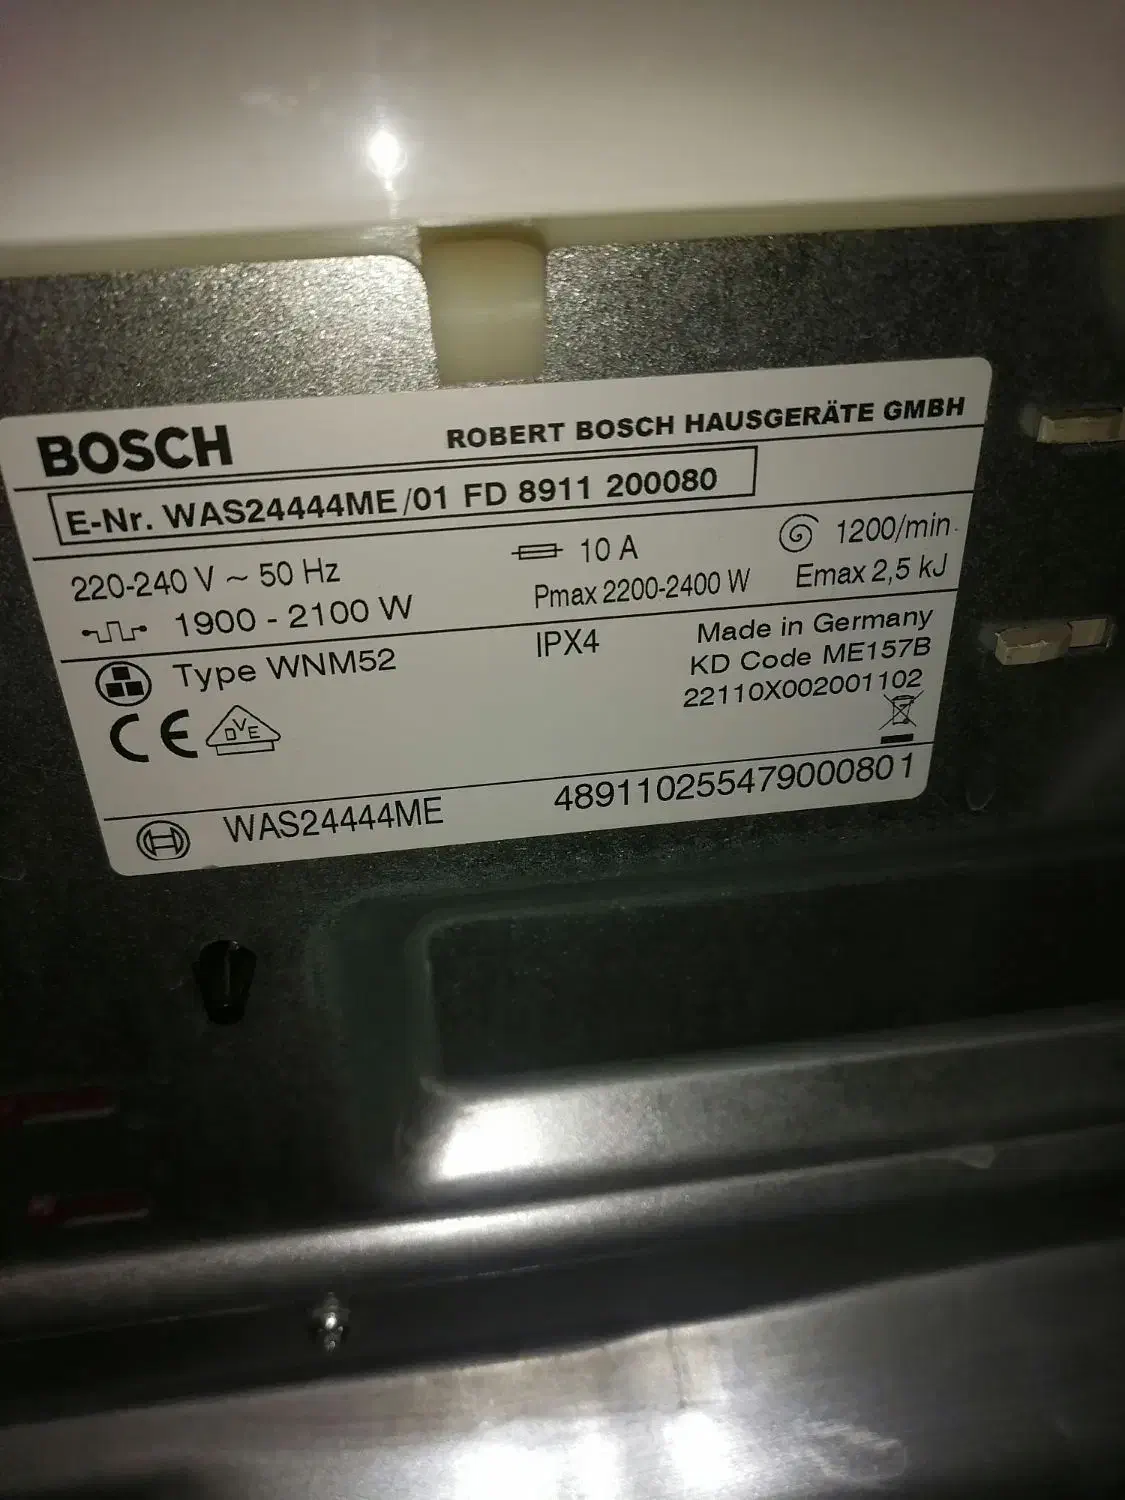 BOSCH
ROBERT BOSCH HAUSGERÄTE GMBH
E-Nr. WAS24444ME /01 FD 8911 200080
220-240 V ~ 50 Hz
10 A
1200/min.
1900 - 2100 W
Pmax 2200-2400 W
Emax 2,5 kJ
Type WNM52
IPX4
Made in Germany
KD Code ME157B
22110X002001102
CE
DVE
WAS24444ME
489110255479000801